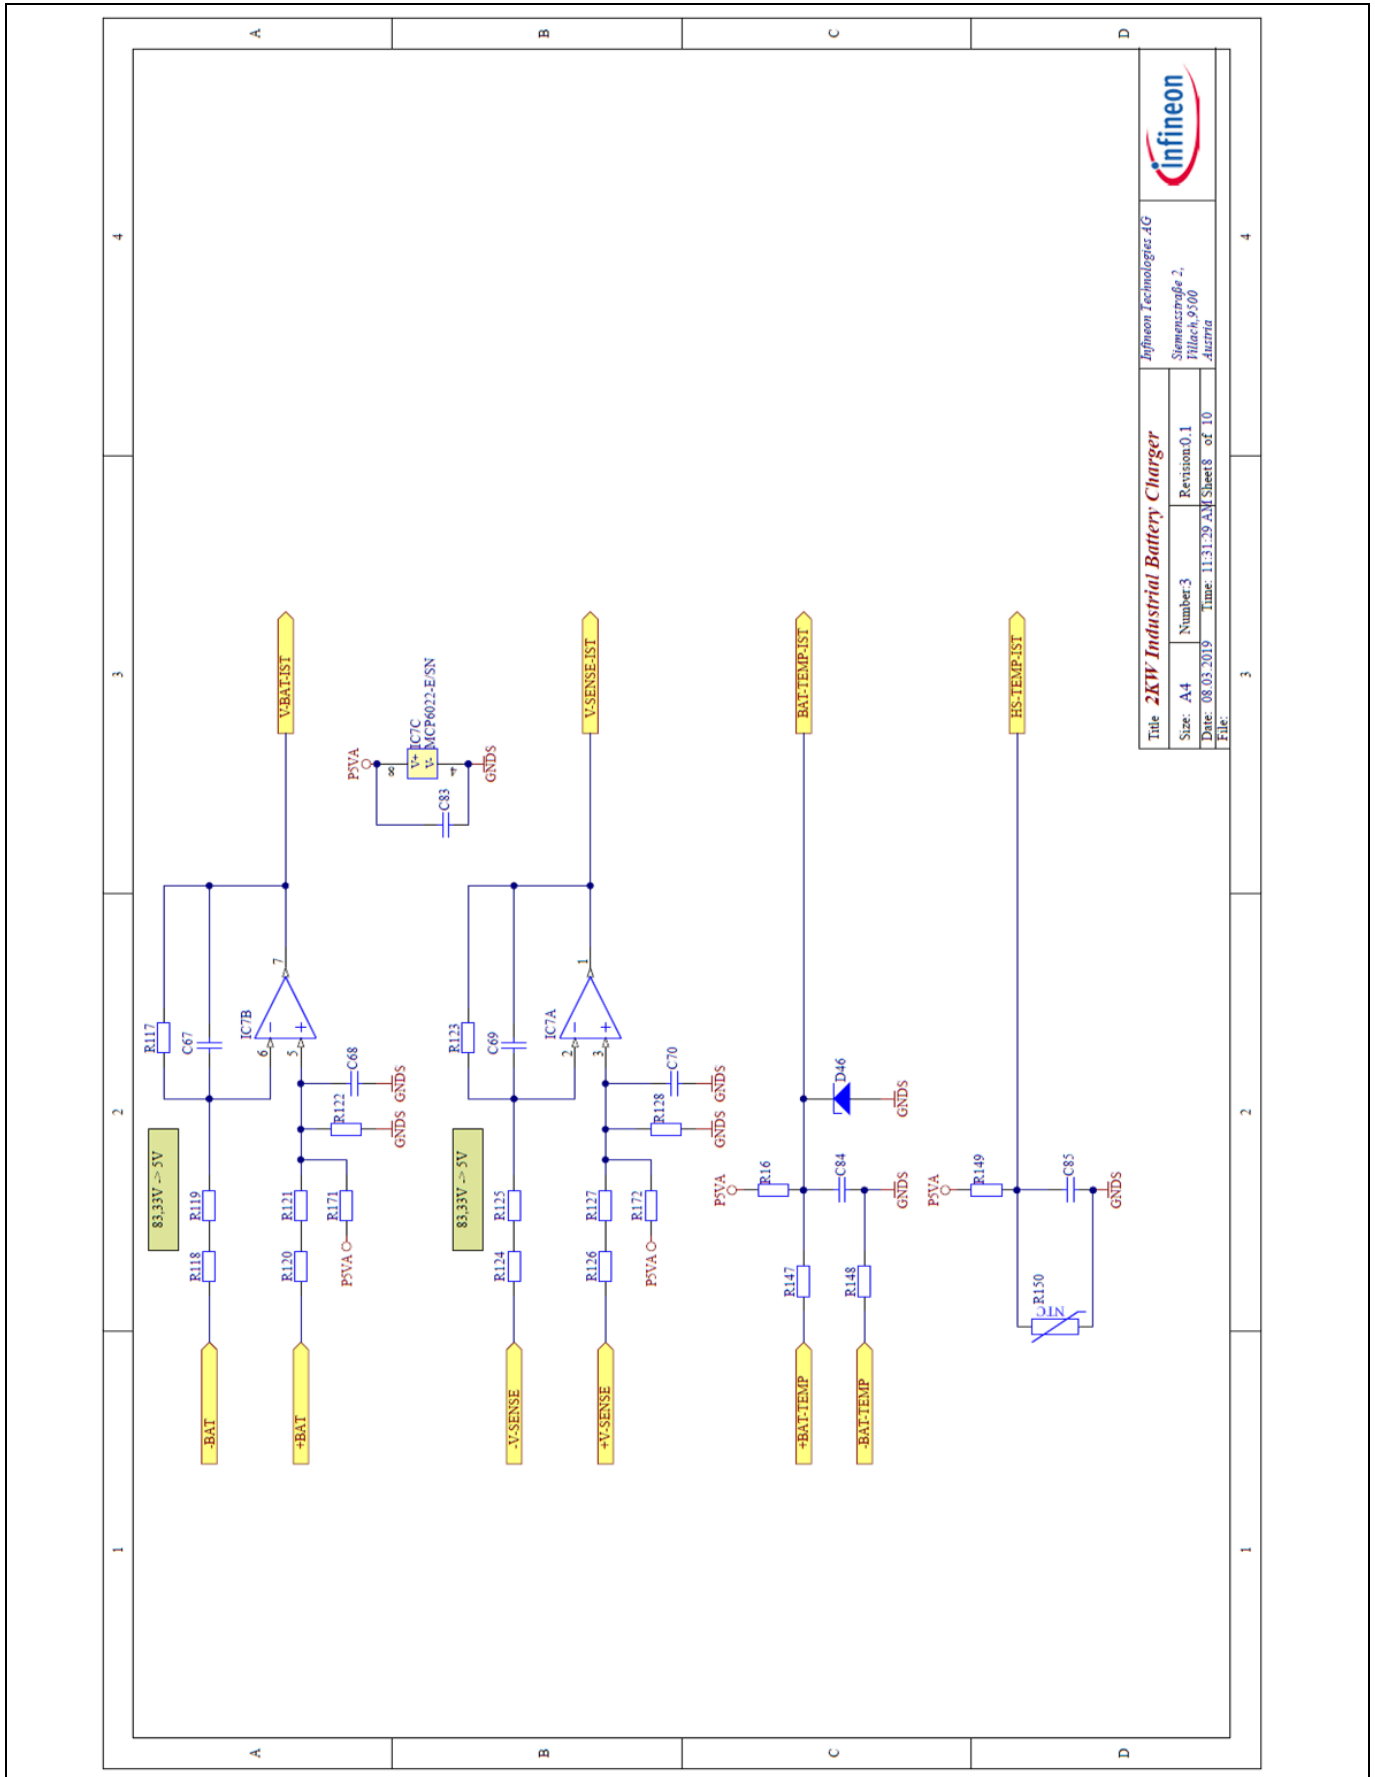 A
B
C
D
1
2
3
4
83,33V -> 5V
R117
C67
R118
R119
-BAT
IC7B
6
5
7
V-BAT-IST
+BAT
R120
R121
R171
P5VA
R122
GNDS
C68
GNDS
P5VA
8
V+
V-
4
IC7C
MCP6022-E/SN
C83
GNDS
83,33V -> 5V
R123
C69
R124
R125
-V-SENSE
IC7A
2
3
1
V-SENSE-IST
+V-SENSE
R126
R127
R172
P5VA
R128
GNDS
C70
GNDS
P5VA
R16
+BAT-TEMP
R147
BAT-TEMP-IST
C84
D46
-BAT-TEMP
R148
GNDS
GNDS
P5VA
R149
HS-TEMP-IST
NTC
R150
C85
GNDS
Title 2KW Industrial Battery Charger
Size: A4 Number:3 Revision:0.1
Date: 08.03.2019 Time: 11:31:29 AM Sheet 8 of 10
File:
Infineon Technologies AG
Siemensstraße 2,
Villach,9500
Austria
infineon
1
2
3
4
A
B
C
D